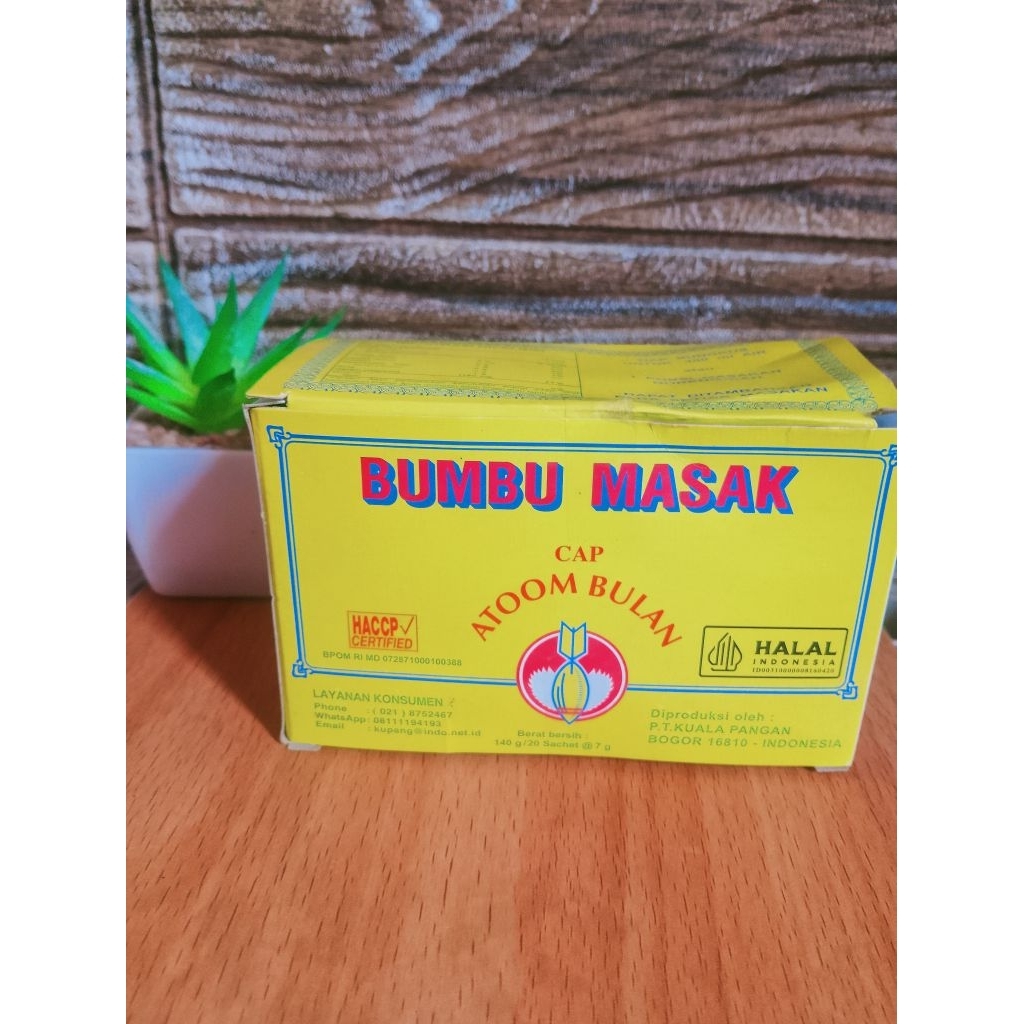 BUMBU MASAK
CAP
ATOOM BULAN
HACCP
CERTIFIED
BPOM RI MD 072871000100388
HALAL
INDONESIA
LAYANAN KONSUMEN :
Phone : ( 021 ) 8752467
WhatsApp : 08111194193
Email : kupang@indo.net.id
Berat bersih :
140 g/20 Sachet @ 7 g
Diproduksi oleh :
P.T.KUALA PANGAN
BOGOR 16810 - INDONESIA